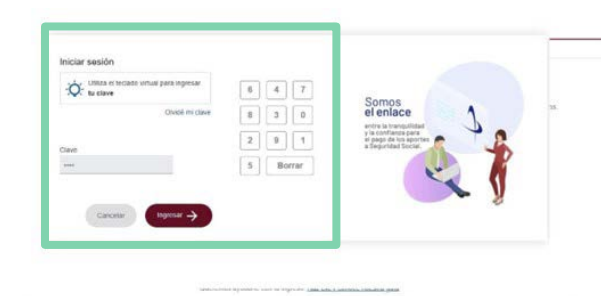 Iniciar sesión
Utiliza el teclado virtual para ingresar
tu clave
Olvidé mi clave
Clave
····
Cancelar
Ingresar
6 4 7
8 3 0
2 9 1
5 Borrar
Somos
el enlace
entre la tranquilidad
y la confianza para
el pago de los aportes
a Seguridad Social.